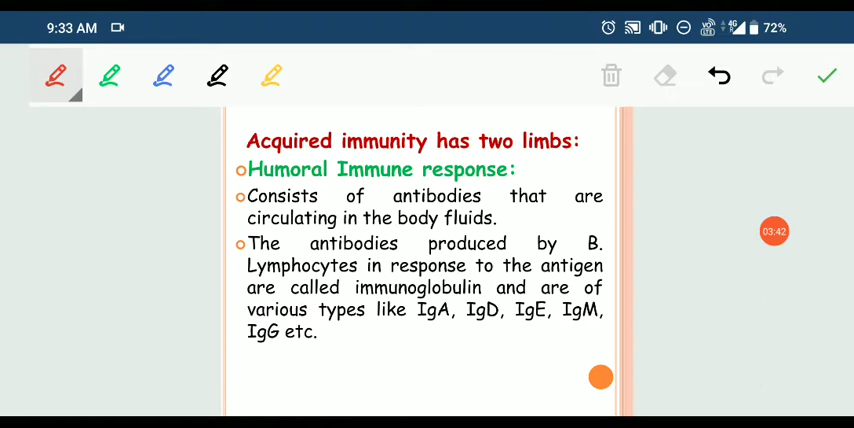 9:33 AM
4G
72%
Acquired immunity has two limbs:
Humoral Immune response:
Consists of antibodies that are
circulating in the body fluids.
The antibodies produced by B.
Lymphocytes in response to the antigen
are called immunoglobulin and are of
various types like IgA, IgD, IgE, IgM,
IgG etc.
03:42